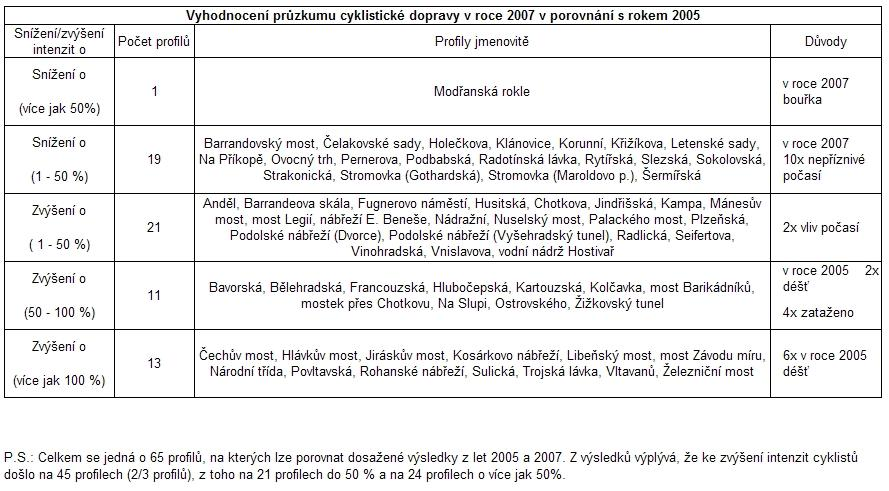 Vyhodnocení průzkumu cyklistické dopravy v roce 2007 v porovnání s rokem 2005
Snížení/zvýšení
intenzit o
Počet profilů
Profily jmenovitě
Důvody
Snížení o
(více jak 50%)
1
Modřanská rokle
v roce 2007
bouřka
Snížení o
(1 - 50 %)
19
Barrandovský most, Čelakovské sady, Holečkova, Klánovice, Korunní, Křižíkova, Letenské sady,
Na Příkopě, Ovocný trh, Pernerova, Podbabská, Radotínská lávka, Rytířská, Slezská, Sokolovská,
Strakonická, Stromovka (Gothardská), Stromovka (Maroldovo p.), Šermířská
v roce 2007
10x nepříznivé
počasí
Zvýšení o
( 1 - 50 %)
21
Anděl, Barrandeova skála, Fugnerovo náměstí, Husitská, Chotkova, Jindřišská, Kampa, Mánesův
most, most Legií, nábřeží E. Beneše, Nádražní, Nuselský most, Palackého most, Plzeňská,
Podolské nábřeží (Dvorce), Podolské nábřeží (Vyšehradský tunel), Radlická, Seifertova,
Vinohradská, Vnislavova, vodní nádrž Hostivař
2x vliv počasí
Zvýšení o
(50 - 100 %)
11
Bavorská, Bělehradská, Francouzská, Hlubočepská, Kartouzská, Kolčavka, most Barikádníků,
mostek přes Chotkovu, Na Slupi, Ostrovského, Žižkovský tunel
v roce 2005 2x
déšť
4x zataženo
Zvýšení o
(více jak 100 %)
13
Čechův most, Hlávkův most, Jiráskův most, Kosárkovo nábřeží, Libeňský most, most Závodu míru,
Národní třída, Povltavská, Rohanské nábřeží, Sulická, Trojská lávka, Vltavanů, Železniční most
6x v roce 2005
déšť
P.S.: Celkem se jedná o 65 profilů, na kterých lze porovnat dosažené výsledky z let 2005 a 2007. Z výsledků výplývá, že ke zvýšení intenzit cyklistů
došlo na 45 profilech (2/3 profilů), z toho na 21 profilech do 50 % a na 24 profilech o více jak 50%.